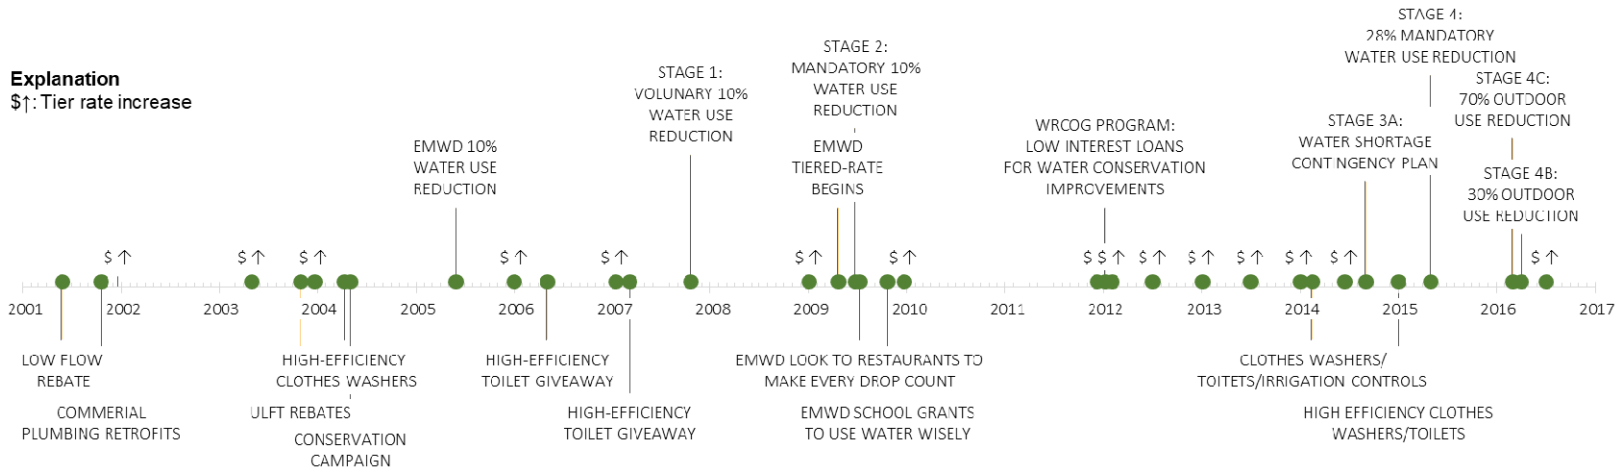 Explanation
$↑: Tier rate increase
EMWD 10%
WATER USE
REDUCTION
STAGE 1:
VOLUNARY 10%
WATER USE
REDUCTION
STAGE 2:
MANDATORY 10%
WATER USE
REDUCTION
EMWD
TIERED-RATE
BEGINS
WRCOG PROGRAM:
LOW INTEREST LOANS
FOR WATER CONSERVATION
IMPROVEMENTS
STAGE 3A:
WATER SHORTAGE
CONTINGENCY PLAN
STAGE 4:
28% MANDATORY
WATER USE REDUCTION
STAGE 4C:
70% OUTDOOR
USE REDUCTION
STAGE 4B:
30% OUTDOOR
USE REDUCTION
$ ↑ $ ↑ $ ↑ $ ↑ $ ↑ $ ↑ $ ↑ $ $ ↑ $ ↑ $ ↑ $ ↑ $ ↑ $ ↑ $ ↑
2001 2002 2003 2004 2005 2006 2007 2008 2009 2010 2011 2012 2013 2014 2015 2016 2017
LOW FLOW
REBATE
COMMERIAL
PLUMBING RETROFITS
HIGH-EFFICIENCY
CLOTHES WASHERS
ULFT REBATES
CONSERVATION
CAMPAIGN
HIGH-EFFICIENCY
TOILET GIVEAWAY
HIGH-EFFICIENCY
TOILET GIVEAWAY
EMWD LOOK TO RESTAURANTS TO
MAKE EVERY DROP COUNT
EMWD SCHOOL GRANTS
TO USE WATER WISELY
CLOTHES WASHERS/
TOITETS/IRRIGATION CONTROLS
HIGH EFFICIENCY CLOTHES
WASHERS/TOILETS